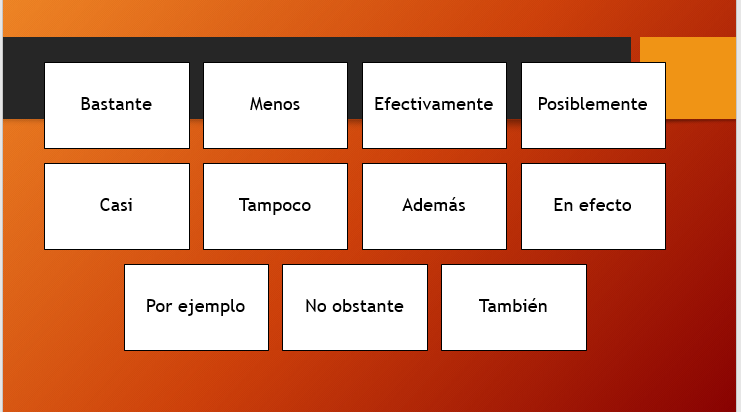 Bastante
Menos
Efectivamente
Posiblemente
Casi
Tampoco
Además
En efecto
Por ejemplo
No obstante
También